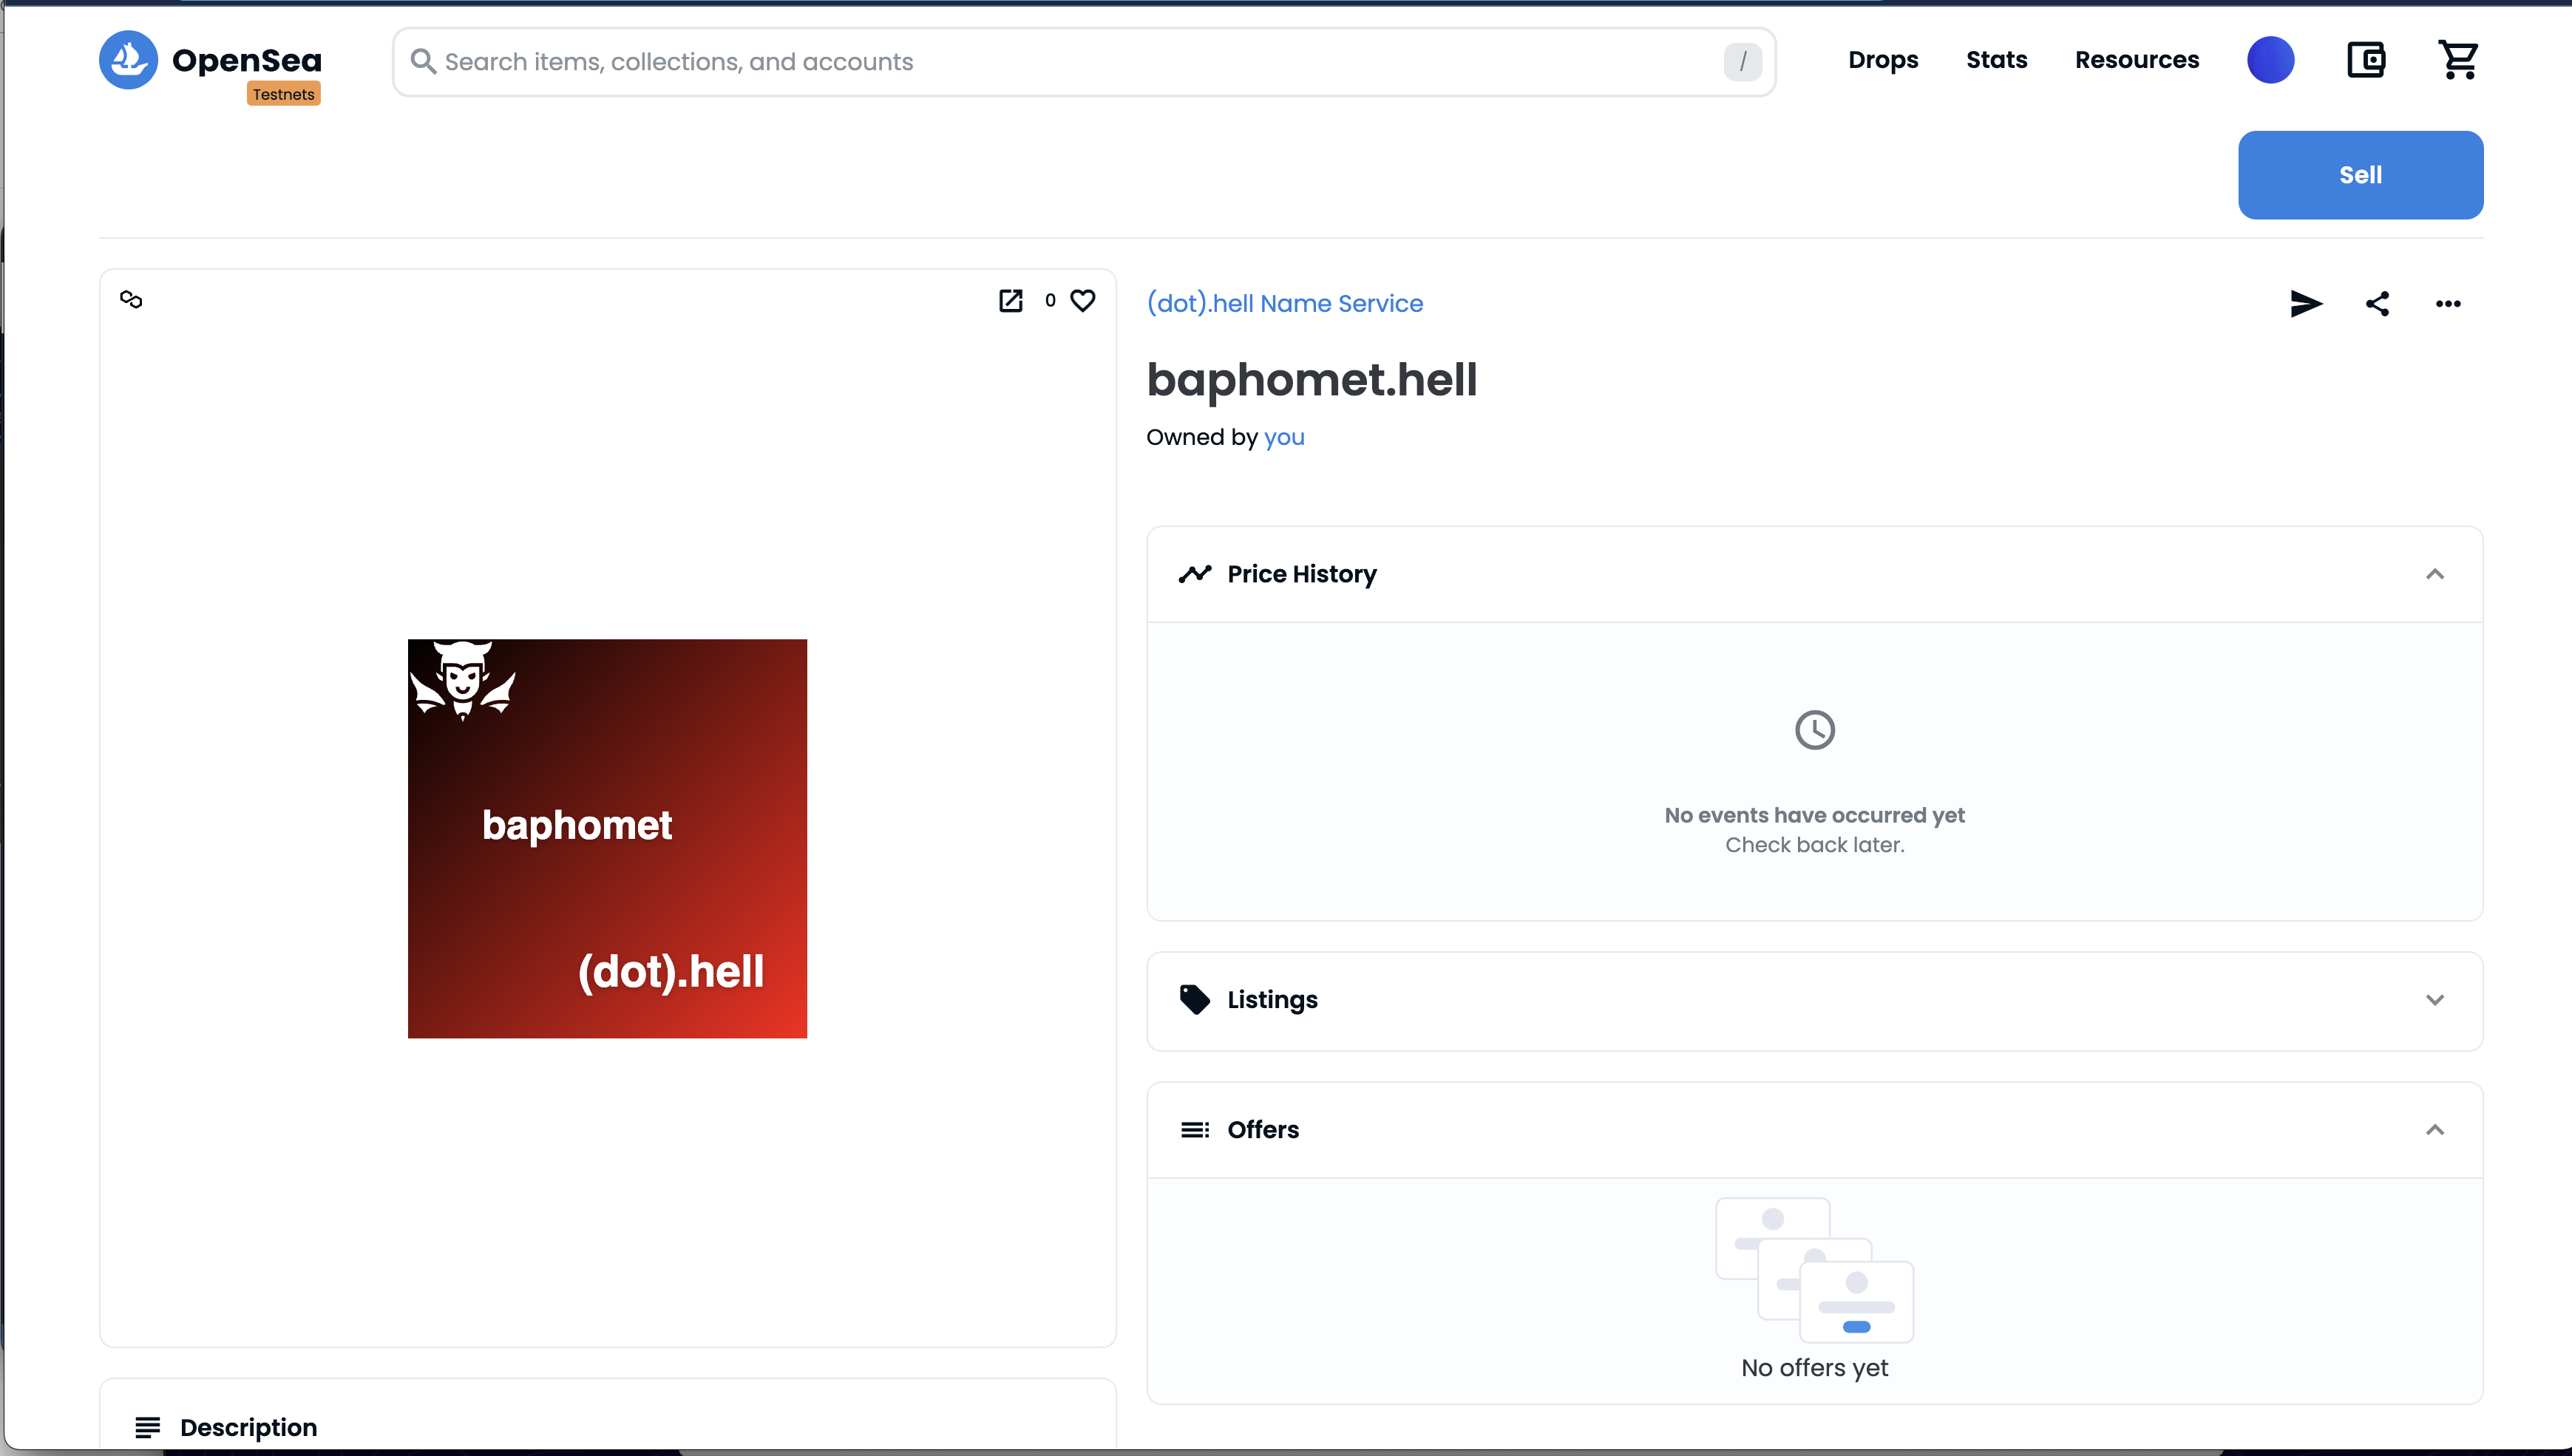 OpenSea
Testnets
Search items, collections, and accounts
/
Drops
Stats
Resources
Sell
0
(dot).hell Name Service
baphomet.hell
Owned by you
baphomet
(dot).hell
Price History
No events have occurred yet
Check back later.
Listings
Offers
No offers yet
Description